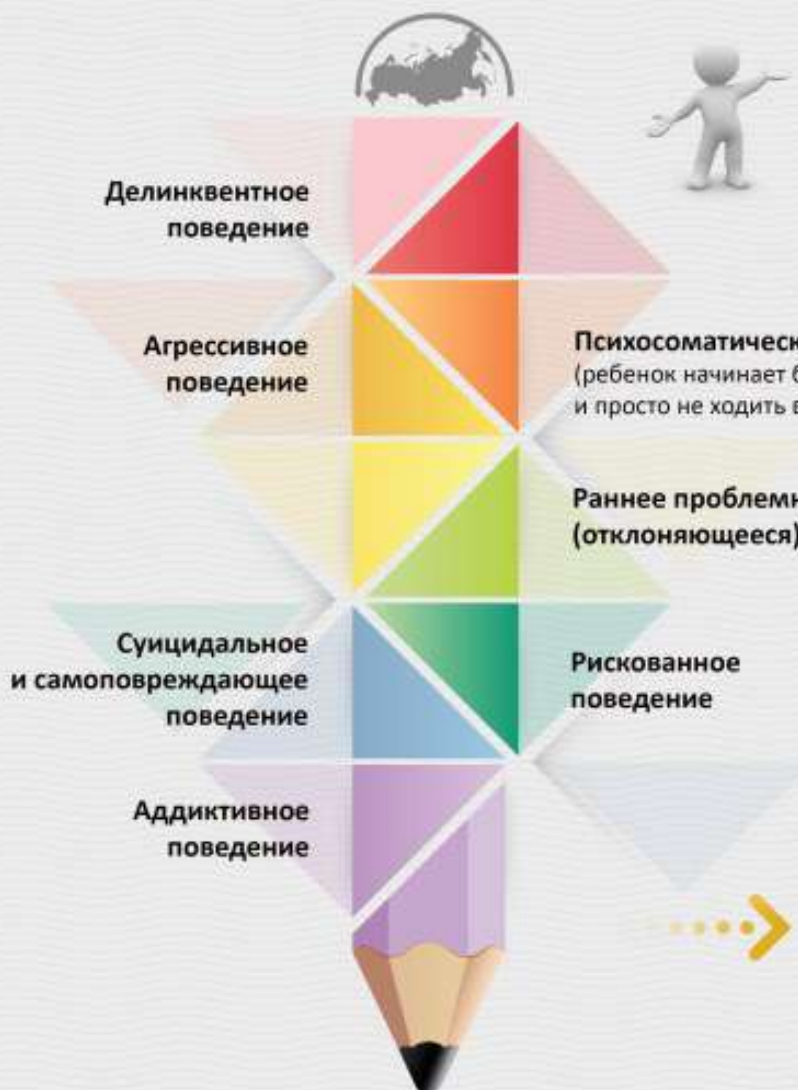 Делинквентное
поведение
Агрессивное
поведение
Психосоматическ
(ребенок начинает б
и просто не ходить в
Раннее проблемн
(отклоняющееся)
Суицидальное
и самоповреждающее
поведение
Рискованное
поведение
Аддиктивное
поведение